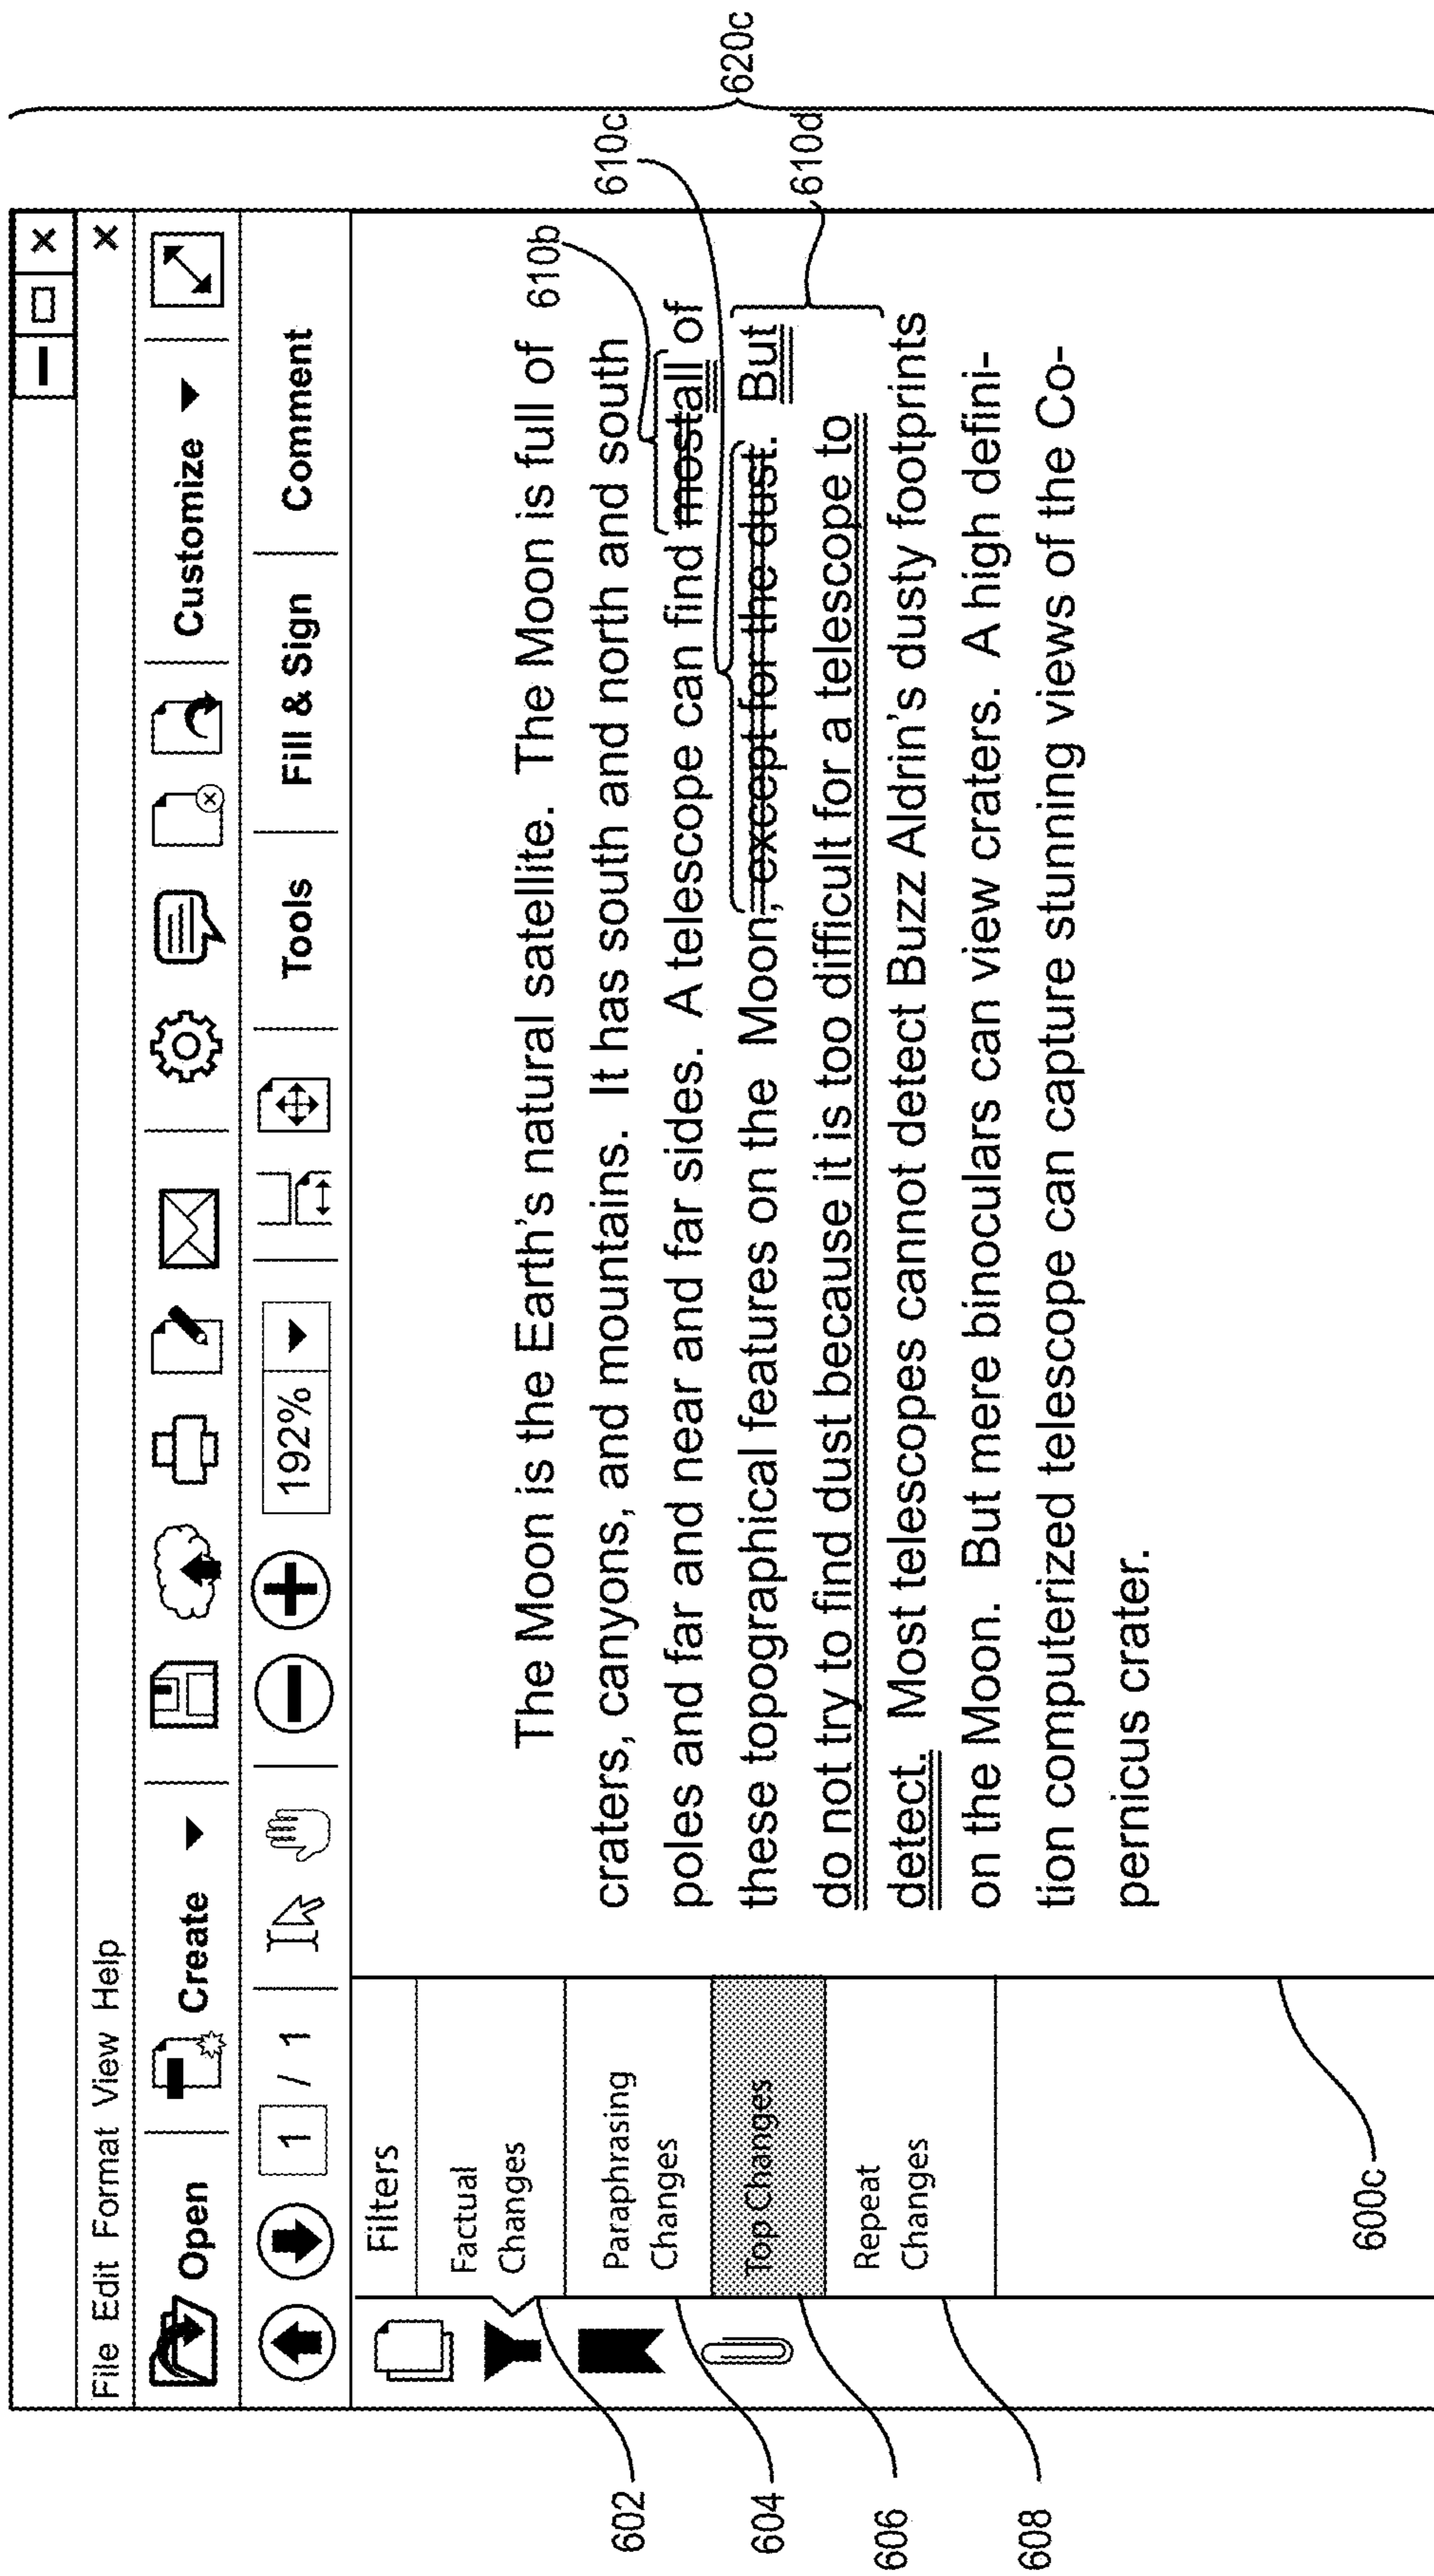 File Edit Format View Help
Open
Create
Customize
1 / 1
192%
Tools
Fill & Sign
Comment
Filters
Factual
Changes
Paraphrasing
Changes
Top Changes
Repeat
Changes
The Moon is the Earth's natural satellite. The Moon is full of
craters, canyons, and mountains. It has south and north and south
poles and far and near and far sides. A telescope can find mostall of
these topographical features on the Moon, except for the dust. But
do not try to find dust because it is too difficult for a telescope to
detect. Most telescopes cannot detect Buzz Aldrin's dusty footprints
on the Moon. But mere binoculars can view craters. A high defini-
tion computerized telescope can capture stunning views of the Co-
pernicus crater.
610b
610c
610d
620c
602
604
606
608
600c